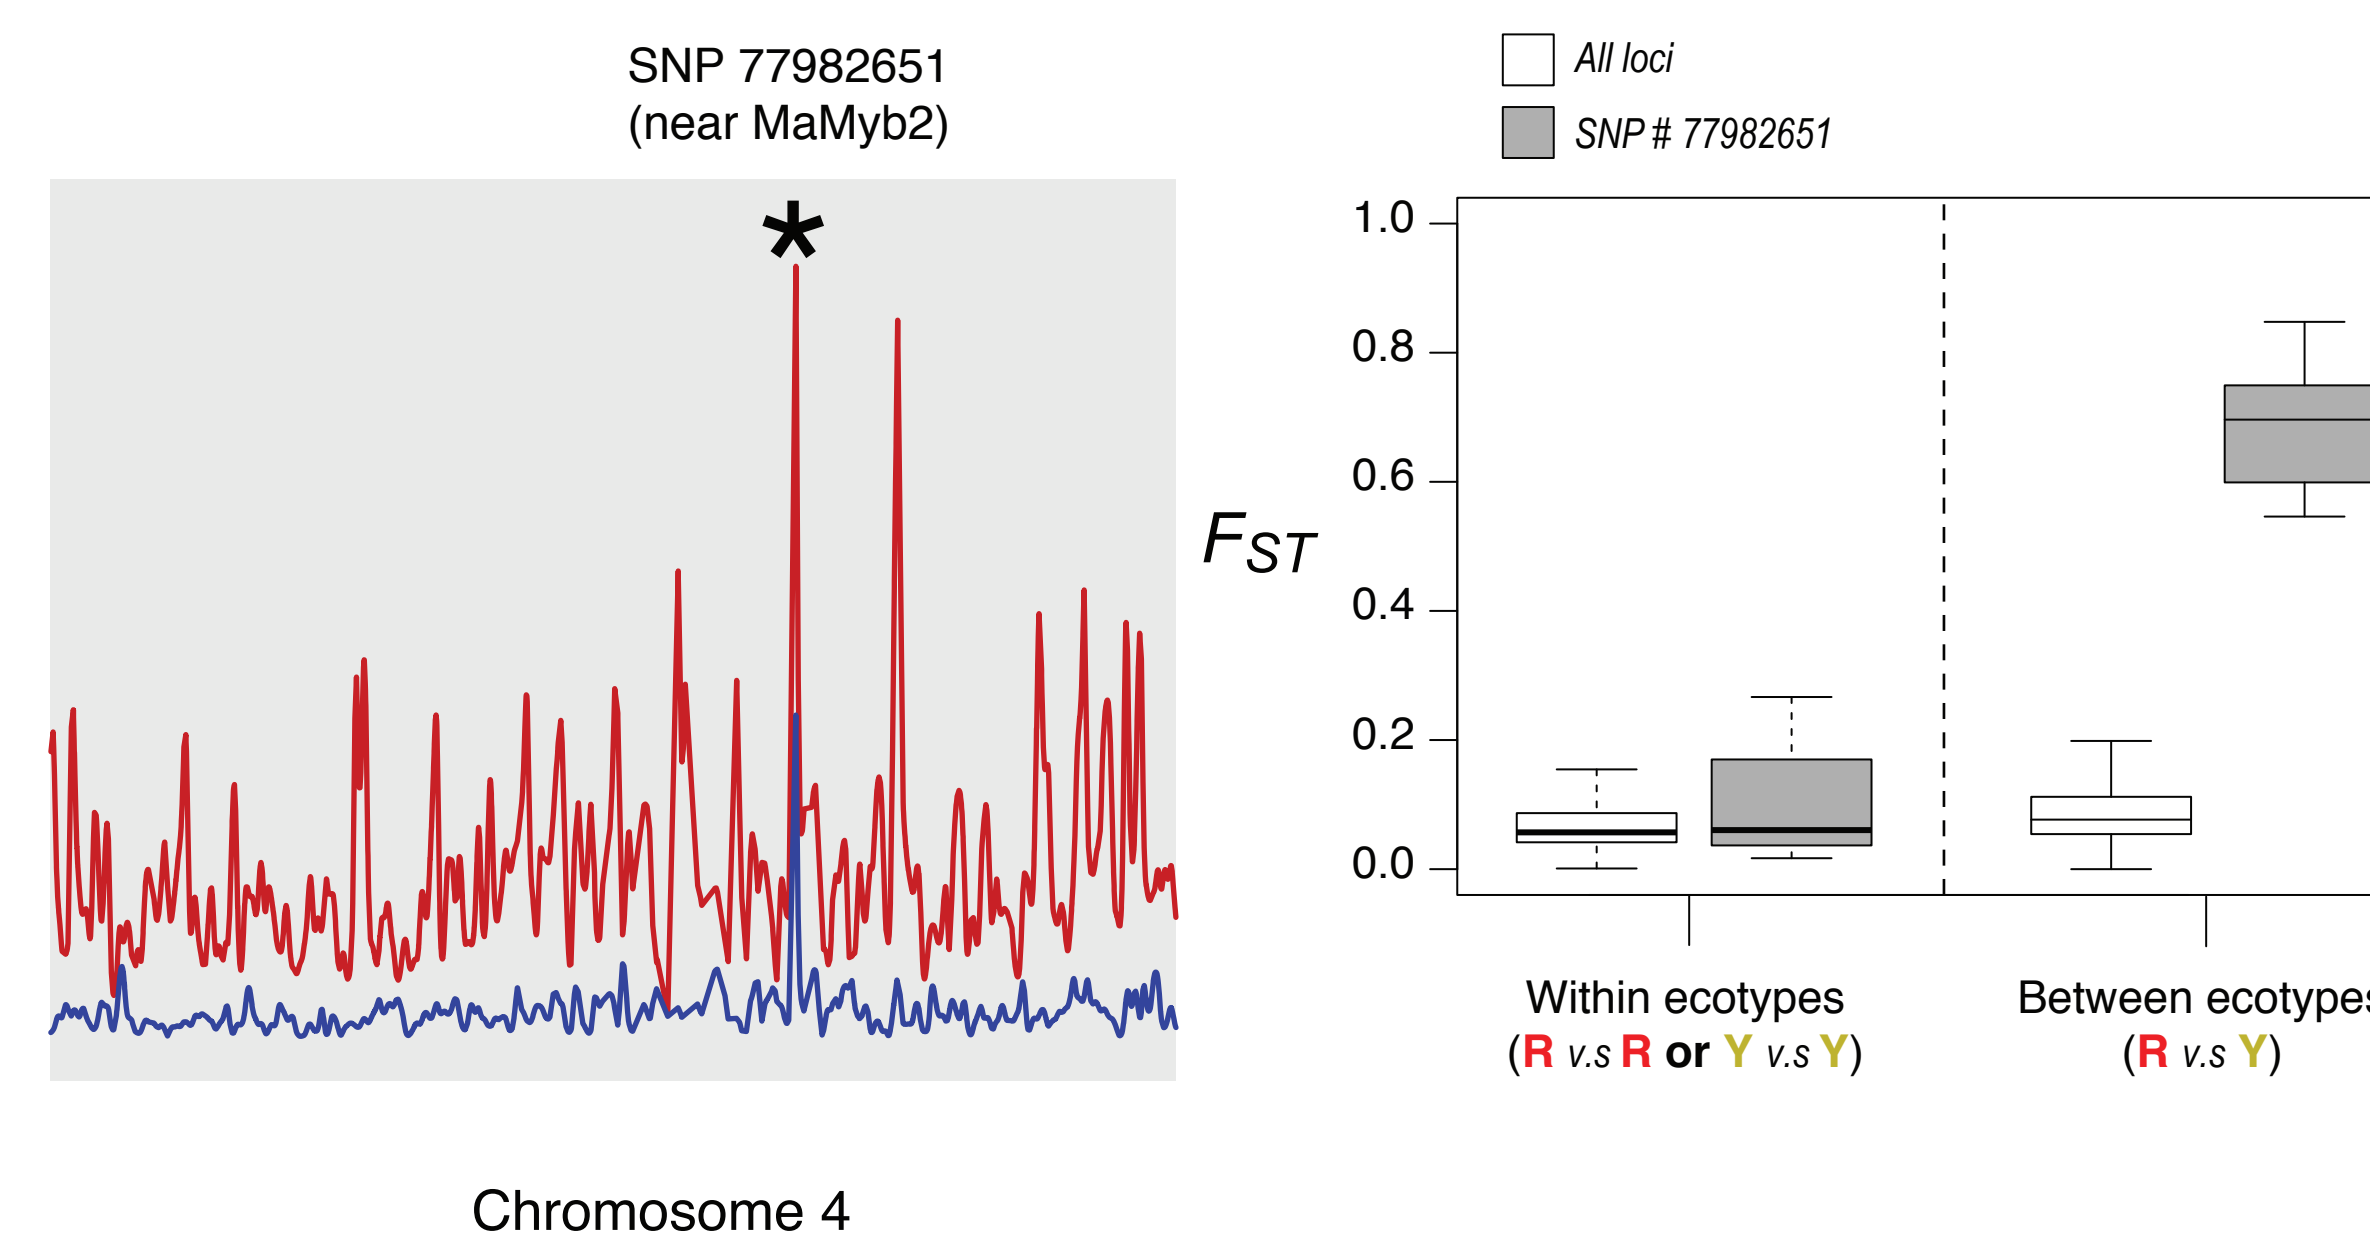 SNP 77982651
(near MaMyb2)
*
Chromosome 4
All loci
SNP # 77982651
FST
1.0
0.8
0.6
0.4
0.2
0.0
Within ecotypes
(R v.s R or Y v.s Y)
Between ecotypes
(R v.s Y)